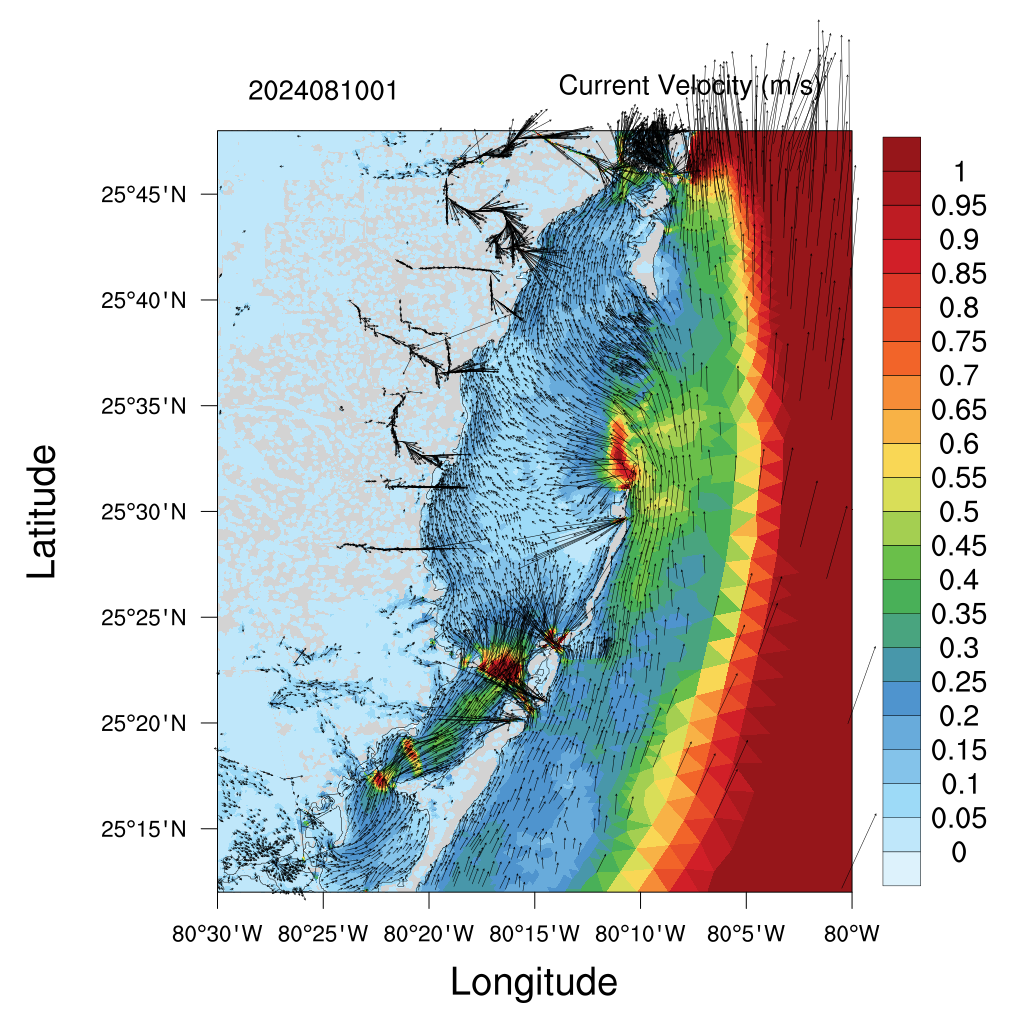 2024081001 Current Velocity (m/s)
Latitude
25°45'N
25°40'N
25°35'N
25°30'N
25°25'N
25°20'N
25°15'N
80°30'W 80°25'W 80°20'W 80°15'W 80°10'W 80°5'W 80°W
Longitude
1
0.95
0.9
0.85
0.8
0.75
0.7
0.65
0.6
0.55
0.5
0.45
0.4
0.35
0.3
0.25
0.2
0.15
0.1
0.05
0